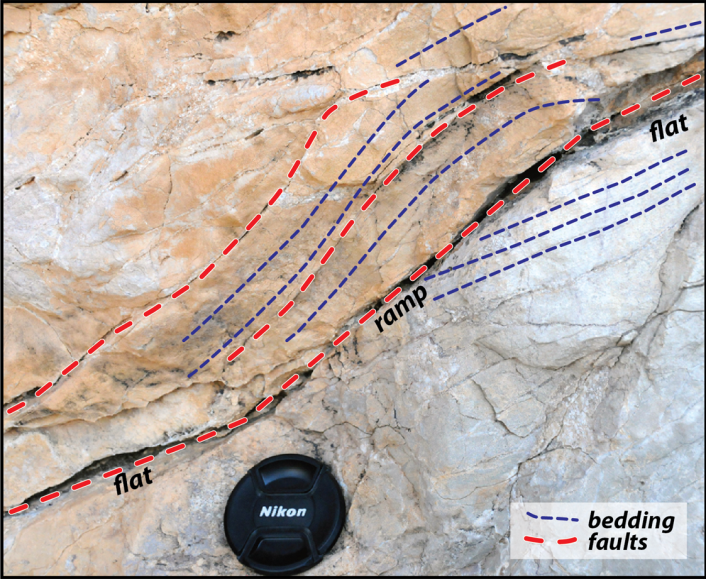 flat
ramp
flat
Nikon
bedding
faults